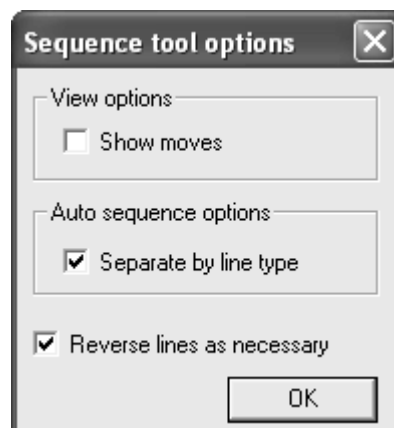 Sequence tool options
View options
Show moves
Auto sequence options
Separate by line type
Reverse lines as necessary
OK